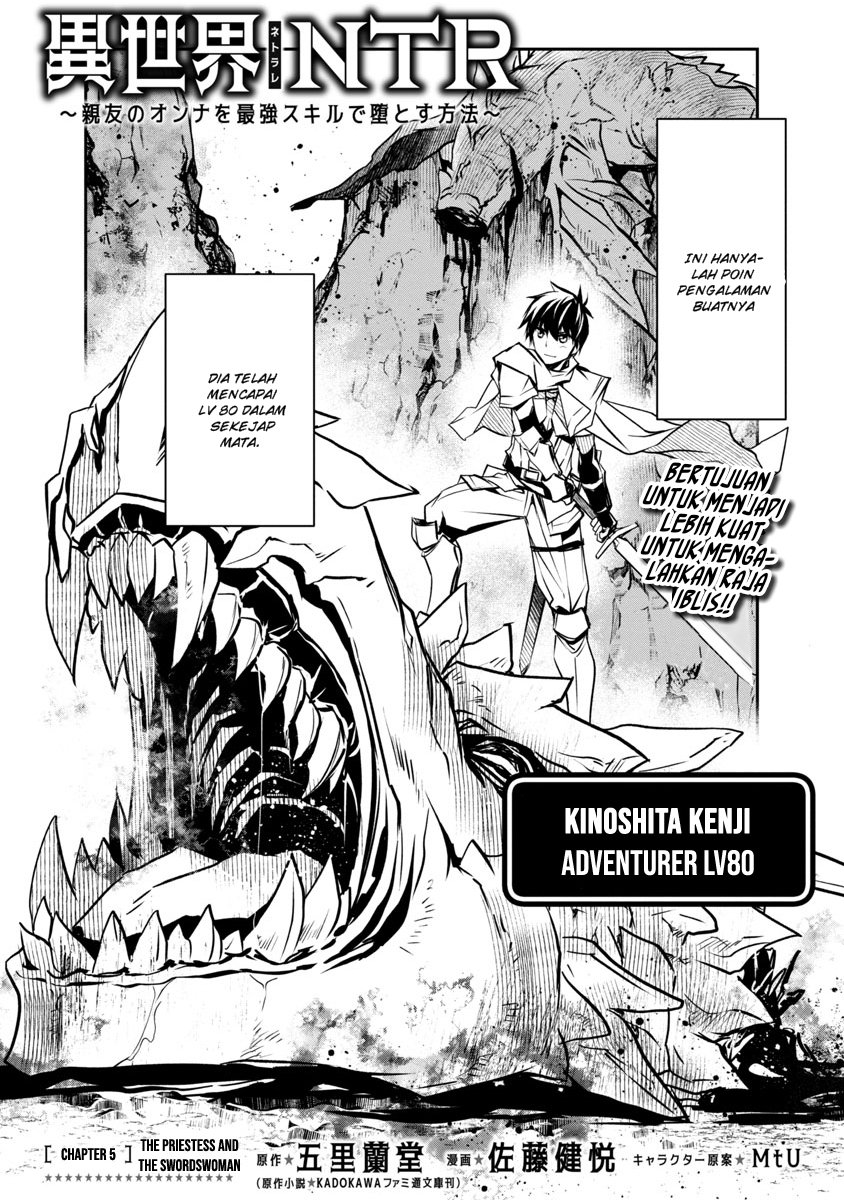 異世界NTR
ネトラレ
～親友のオンナを最強スキルで堕とす方法～
INI HANYA-
LAH POIN
PENGALAMAN
BUATNYA
DIA TELAH
MENCAPAI
LV 80 DALAM
SEKEJAP
MATA.
BERTUJUAN
UNTUK MENJADI
LEBIH KUAT
UNTUK MENGA-
LAHKAN RAJA
IBLIS!!
KINOSHITA KENJI
ADVENTURER LV80
[ CHAPTER 5 ] THE PRIESTESS AND
THE SWORDSWOMAN
原作★五里蘭堂 漫画★佐藤健悦 キャラクター原案★MtU
(原作小説★KADOKAWAファミ通文庫刊)